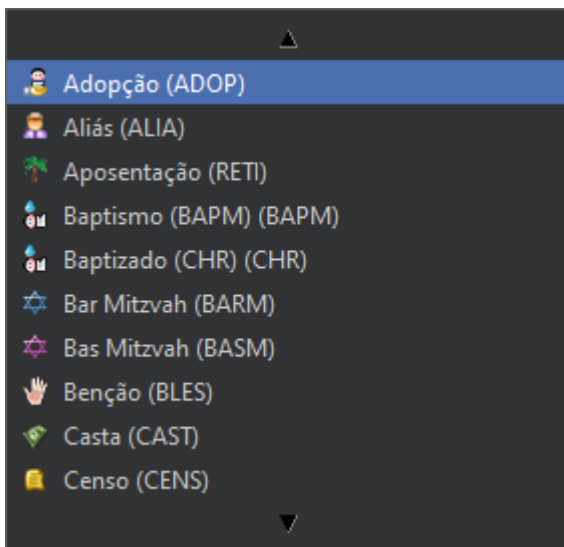 Adopção (ADOP)
Aliás (ALIA)
Aposentação (RETI)
Baptismo (BAPM) (BAPM)
Baptizado (CHR) (CHR)
Bar Mitzvah (BARM)
Bas Mitzvah (BASM)
Benção (BLES)
Casta (CAST)
Censo (CENS)